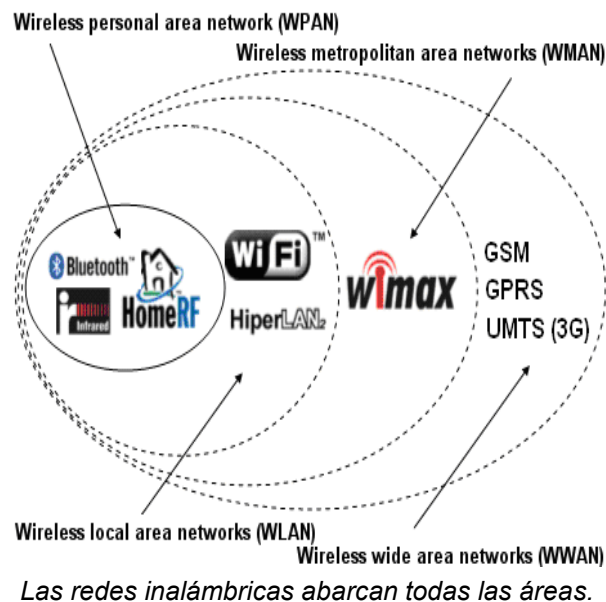 Wireless personal area network (WPAN)
Wireless metropolitan area networks (WMAN)
Bluetooth™
Infrared
HomeRF
WiFi™
HiperLAN2
wimax
GSM
GPRS
UMTS (3G)
Wireless local area networks (WLAN)
Wireless wide area networks (WWAN)
Las redes inalámbricas abarcan todas las áreas.